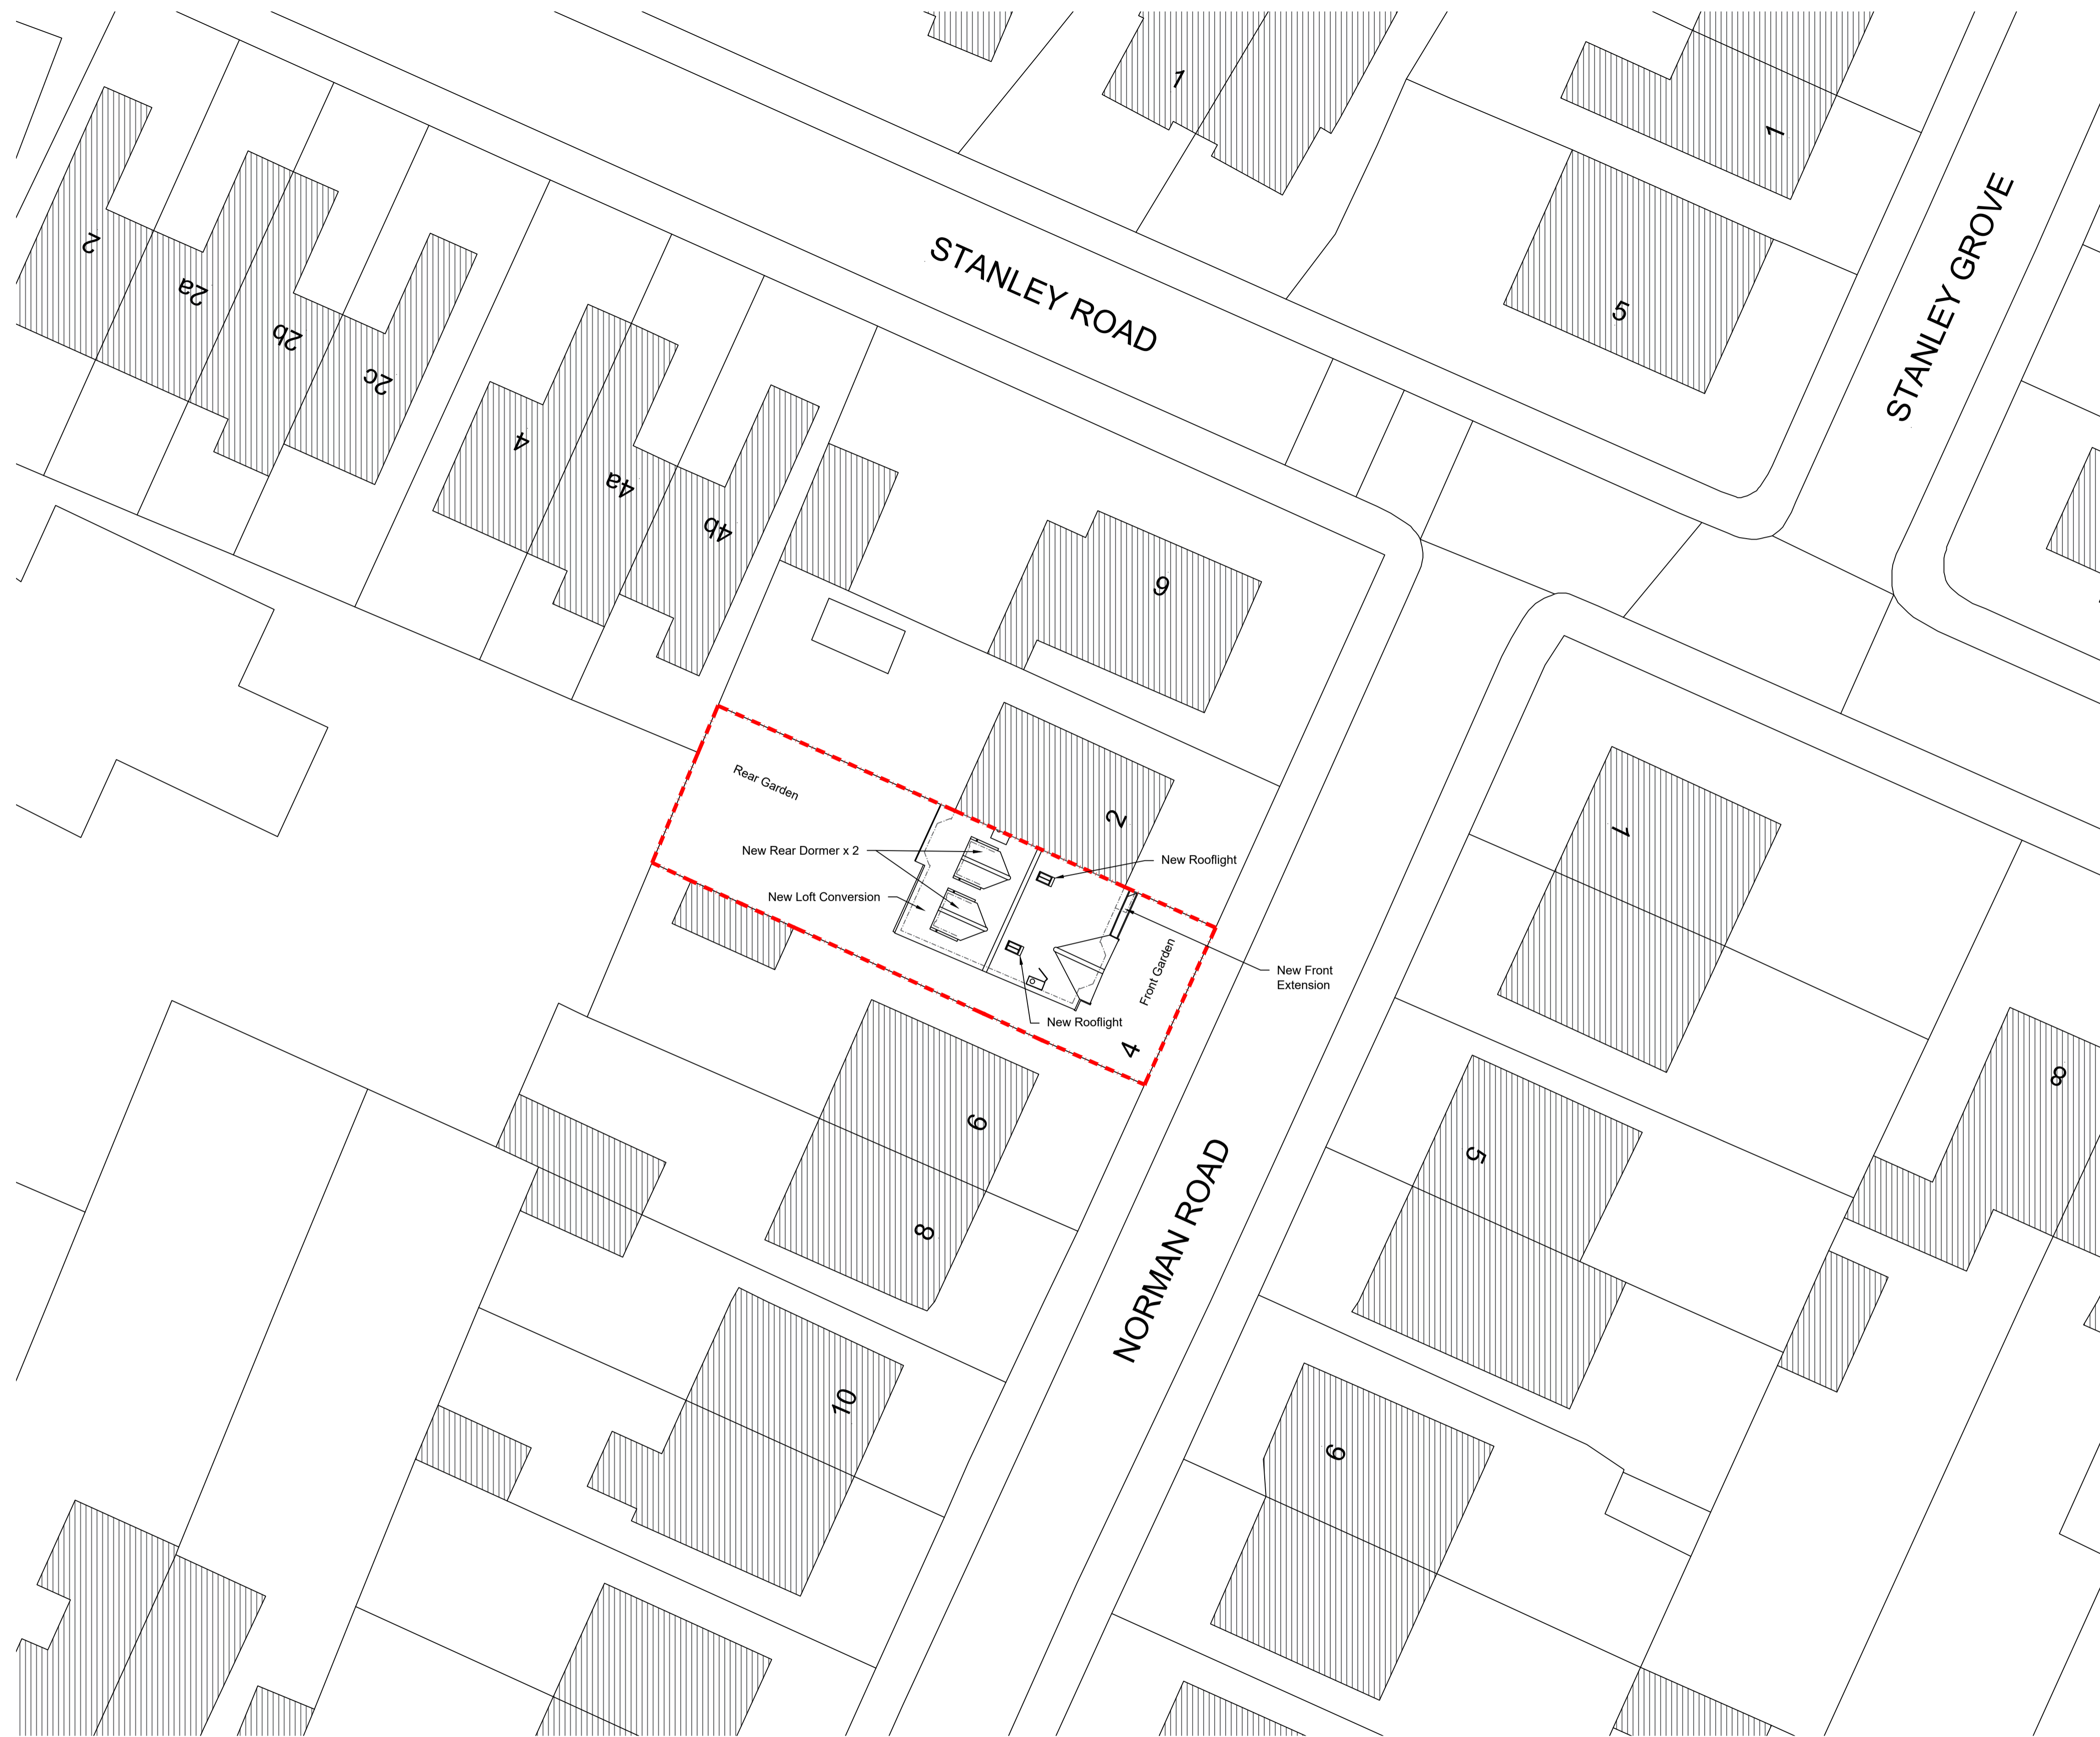 1
1
STANLEY GROVE
2
2a
STANLEY ROAD
5
2b
2c
4
4a
4b
9
Rear Garden
2
1
New Rear Dormer x 2
New Rooflight
New Loft Conversion
Front Garden
New Front
Extension
New Rooflight
4
8
6
5
NORMAN ROAD
8
10
9